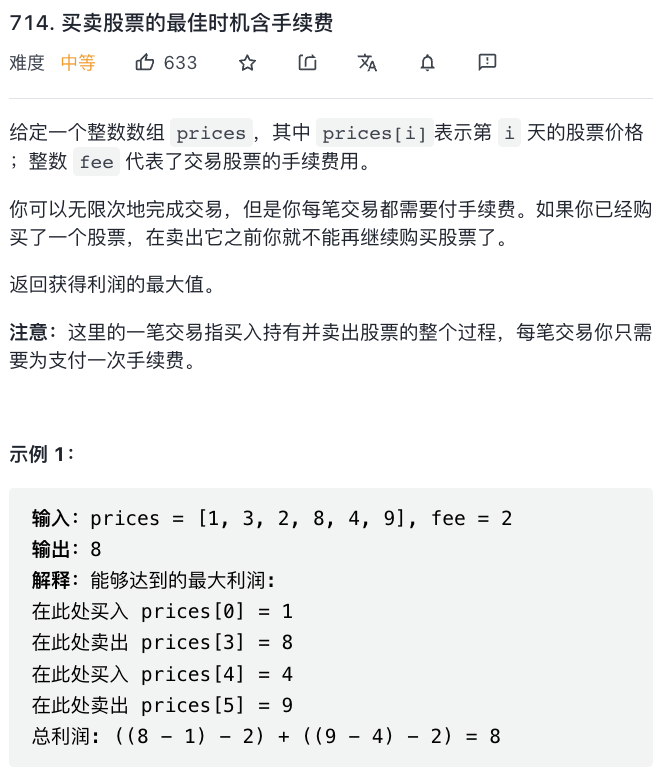 714. 买卖股票的最佳时机含手续费
难度 中等 633
给定一个整数数组 prices，其中 prices[i]表示第 i 天的股票价格
；整数 fee 代表了交易股票的手续费用。
你可以无限次地完成交易，但是你每笔交易都需要付手续费。如果你已经购
买了一个股票，在卖出它之前你就不能再继续购买股票了。
返回获得利润的最大值。
注意：这里的一笔交易指买入持有并卖出股票的整个过程，每笔交易你只需
要为支付一次手续费。
示例 1：
输入：prices = [1, 3, 2, 8, 4, 9], fee = 2
输出：8
解释：能够达到的最大利润:
在此处买入 prices[0] = 1
在此处卖出 prices[3] = 8
在此处买入 prices[4] = 4
在此处卖出 prices[5] = 9
总利润: ((8 - 1) - 2) + ((9 - 4) - 2) = 8